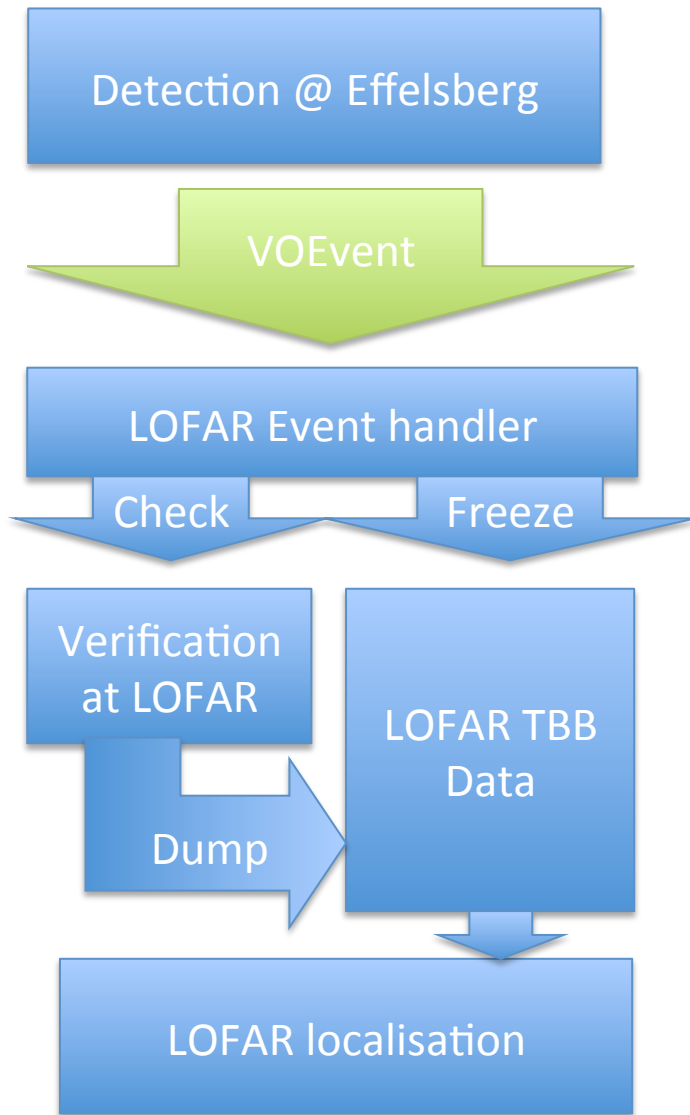 Detection @ Effelsberg
VOEvent
LOFAR Event handler
Check
Freeze
Verification
at LOFAR
LOFAR TBB
Data
Dump
LOFAR localisation